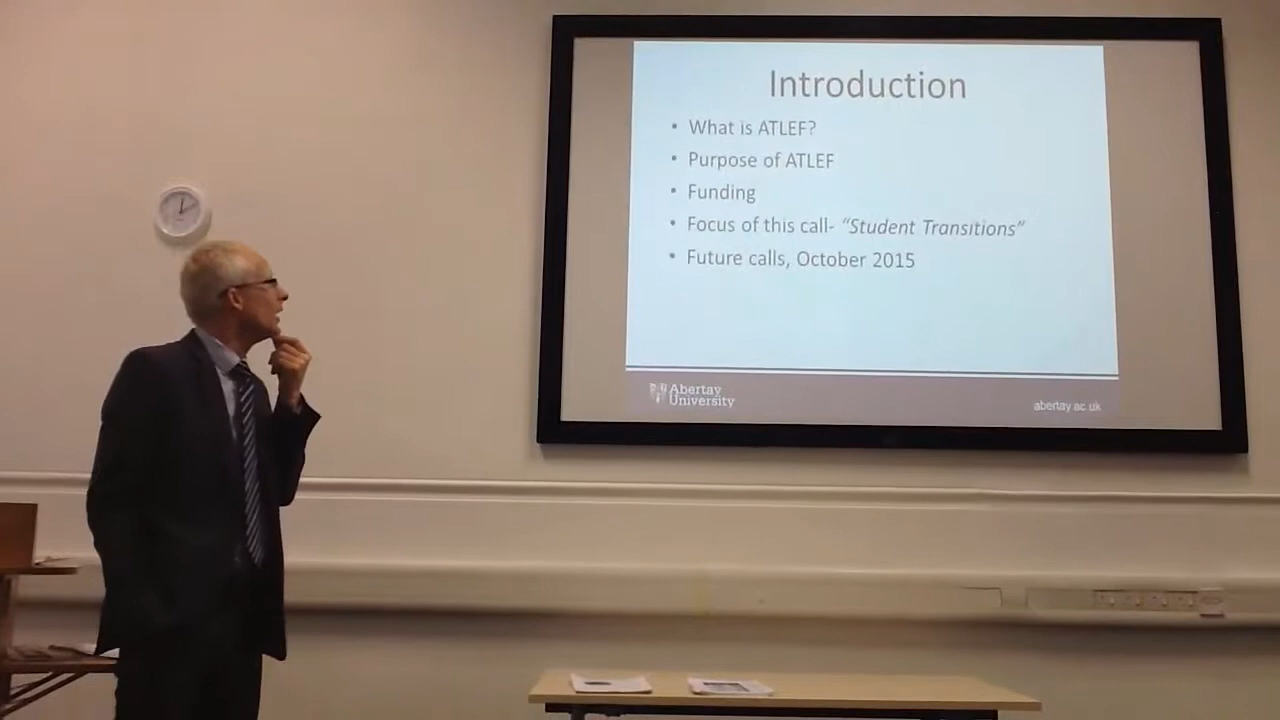 Introduction
• What is ATLEF?
• Purpose of ATLEF
• Funding
• Focus of this call- “Student Transitions”
• Future calls, October 2015
Abertay
University
abertay.ac.uk